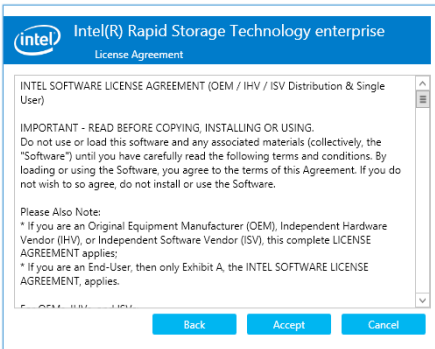 intel
Intel(R) Rapid Storage Technology enterprise
License Agreement
INTEL SOFTWARE LICENSE AGREEMENT (OEM / IHV / ISV Distribution & Single
User)
IMPORTANT - READ BEFORE COPYING, INSTALLING OR USING.
Do not use or load this software and any associated materials (collectively, the
"Software") until you have carefully read the following terms and conditions. By
loading or using the Software, you agree to the terms of this Agreement. If you do
not wish to so agree, do not install or use the Software.
Please Also Note:
* If you are an Original Equipment Manufacturer (OEM), Independent Hardware
Vendor (IHV), or Independent Software Vendor (ISV), this complete LICENSE
AGREEMENT applies;
* If you are an End-User, then only Exhibit A, the INTEL SOFTWARE LICENSE
AGREEMENT, applies.
Back
Accept
Cancel